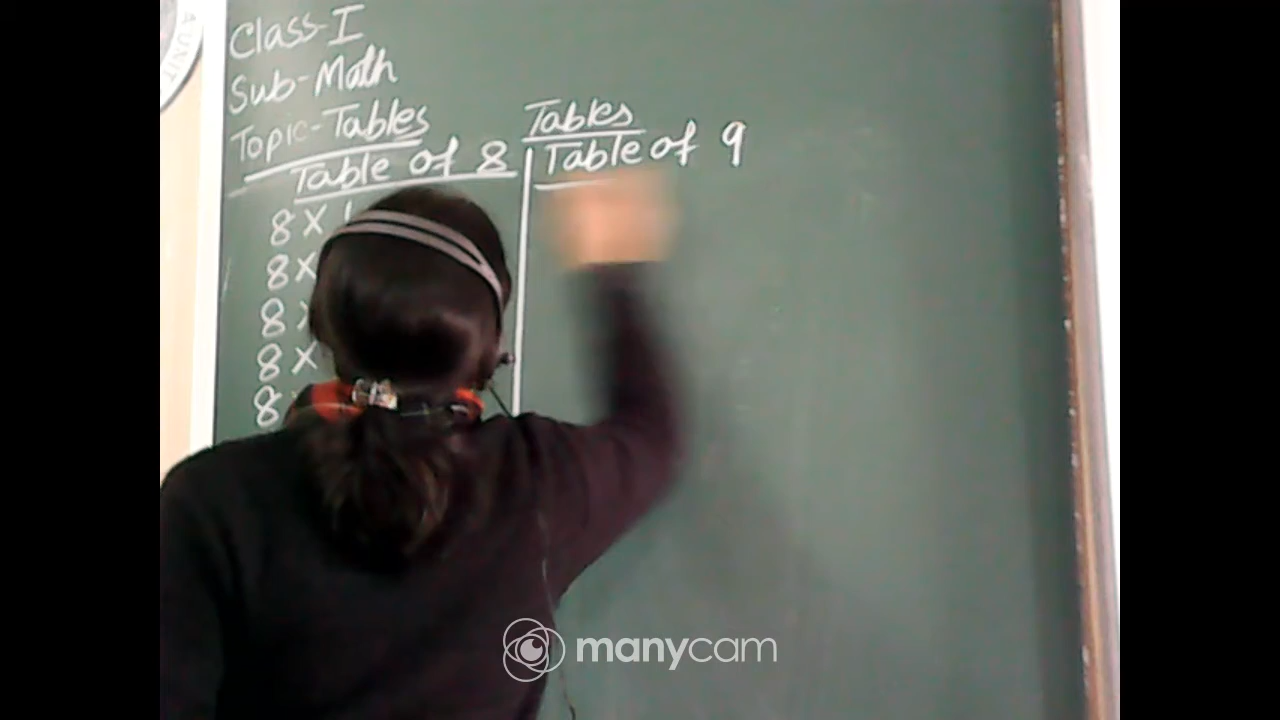 A UNIT
Class-I
Sub-Math
Topic-Tables
Tables
Table of 8
Table of 9
8 X 1
8 X
8 X
8 X
8
manycam